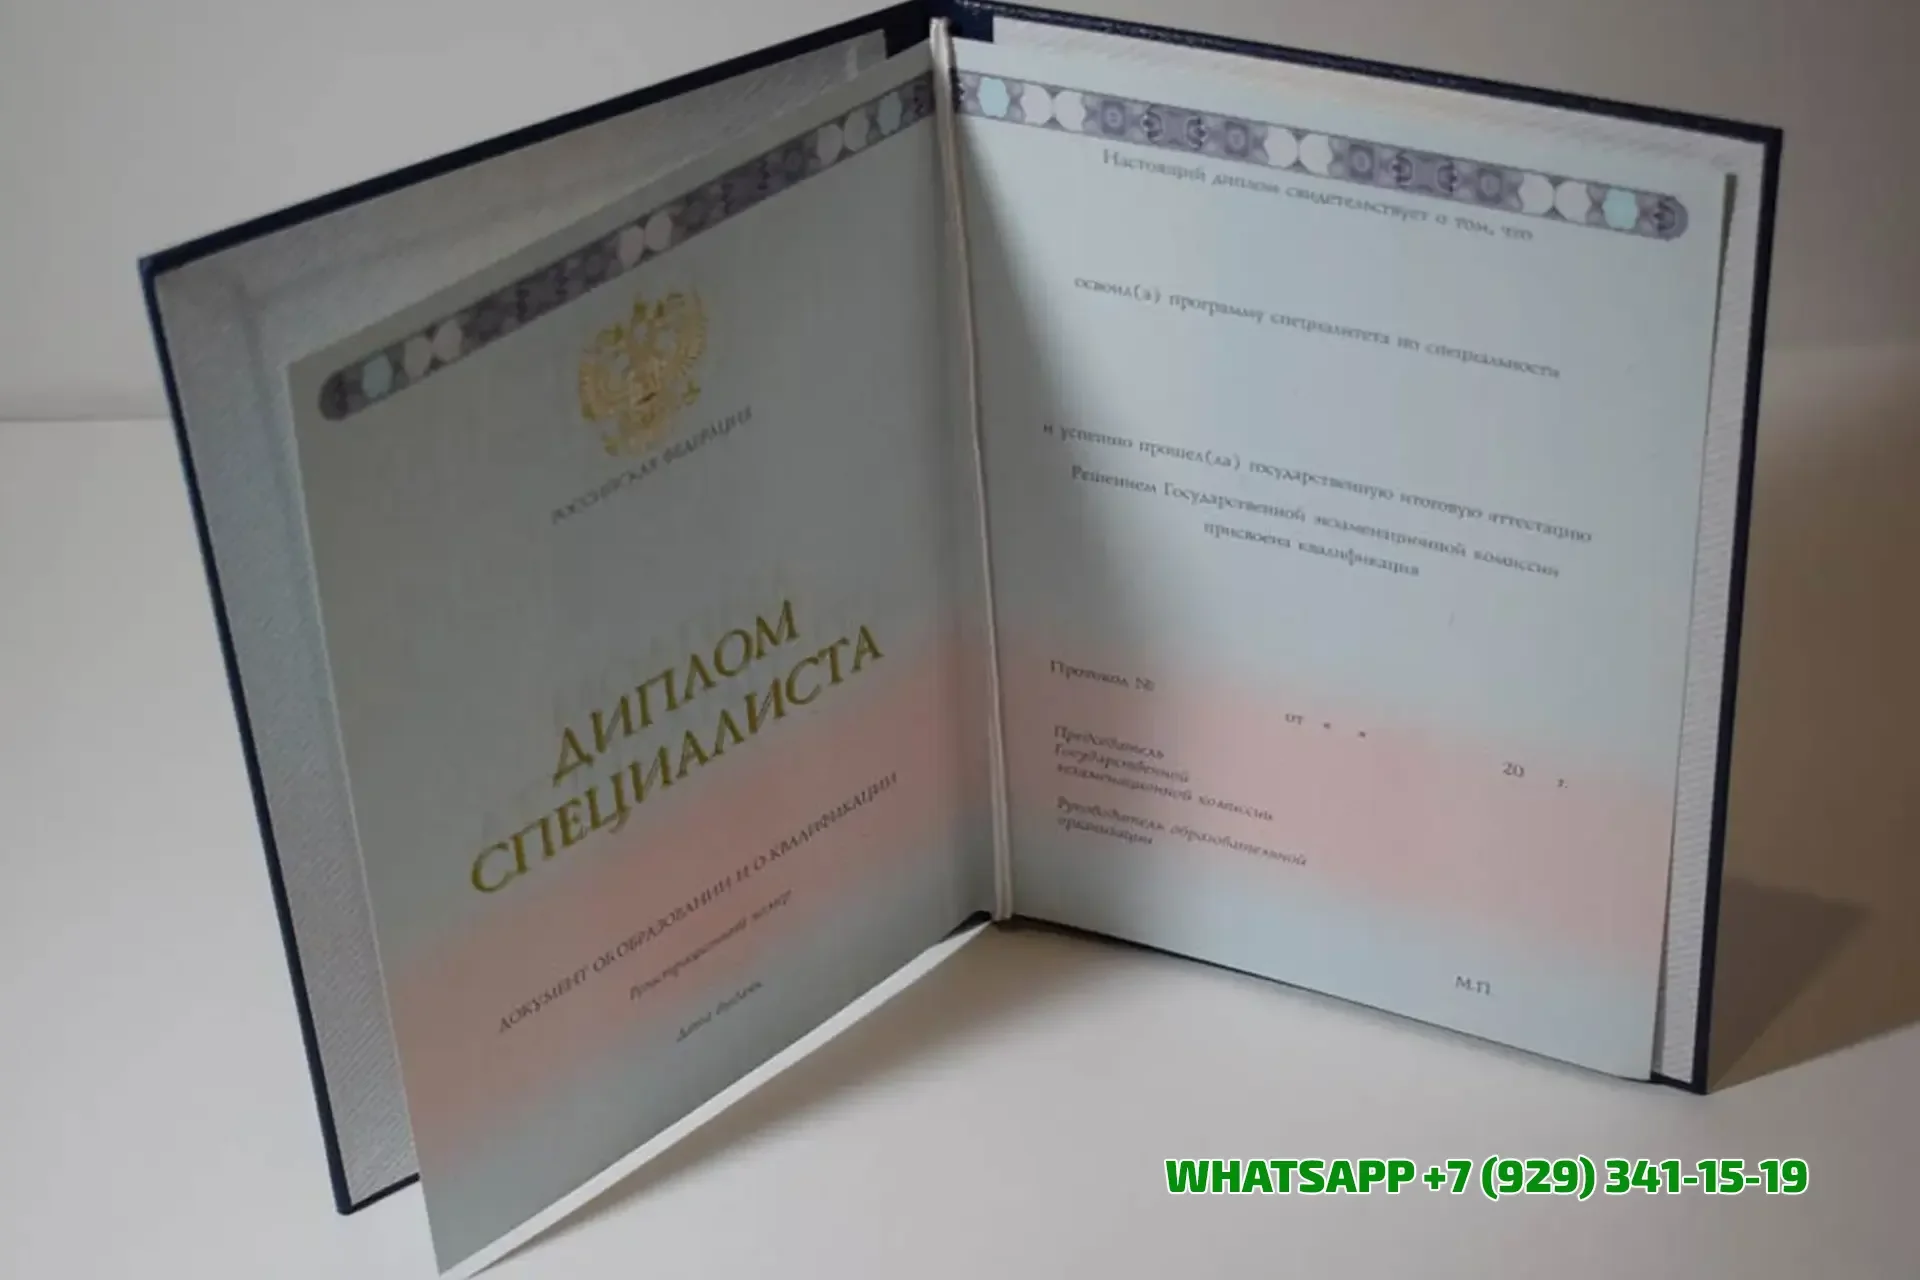 РОССИЙСКАЯ ФЕДЕРАЦИЯ
ДИПЛОМ
СПЕЦИАЛИСТА
ДОКУМЕНТ ОБ ОБРАЗОВАНИИ И О КВАЛИФИКАЦИИ
Регистрационный номер
Дата выдачи
Настоящий диплом свидетельствует о том, что
освоил(а) программу специалитета по специальности
и успешно прошел(ла) государственную итоговую аттестацию
Решением Государственной экзаменационной комиссии
присвоена квалификация
Протокол №
от « »
20 г.
Председатель
Государственной
экзаменационной комиссии
Руководитель образовательной
организации
М.П.
WHATSAPP +7 (929) 341-15-19